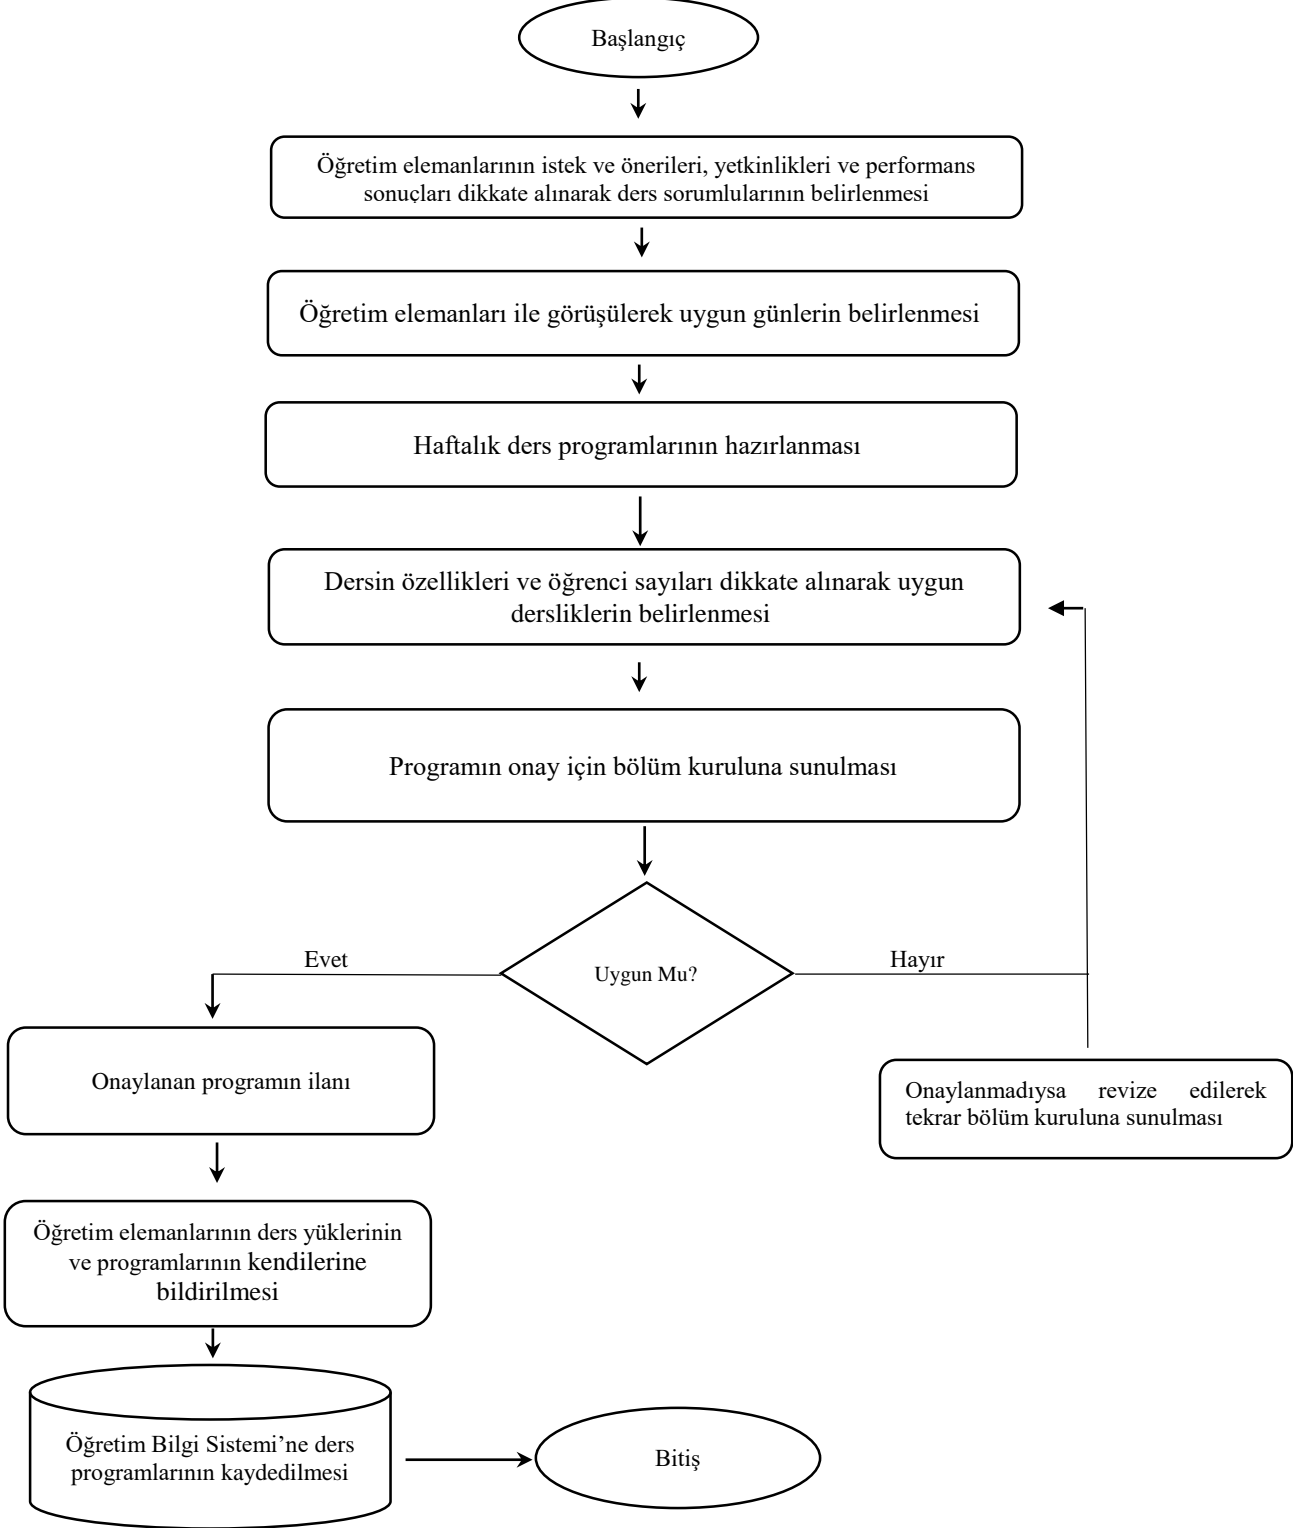 Başlangıç
Öğretim elemanlarının istek ve önerileri, yetkinlikleri ve performans
sonuçları dikkate alınarak ders sorumlularının belirlenmesi
Öğretim elemanları ile görüşülerek uygun günlerin belirlenmesi
Haftalık ders programlarının hazırlanması
Dersin özellikleri ve öğrenci sayıları dikkate alınarak uygun
dersliklerin belirlenmesi
Programın onay için bölüm kuruluna sunulması
Evet
Uygun Mu?
Hayır
Onaylanan programın ilanı
Onaylanmadıysa revize edilerek
tekrar bölüm kuruluna sunulması
Öğretim elemanlarının ders yüklerinin
ve programlarının kendilerine
bildirilmesi
Öğretim Bilgi Sistemi’ne ders
programlarının kaydedilmesi
Bitiş